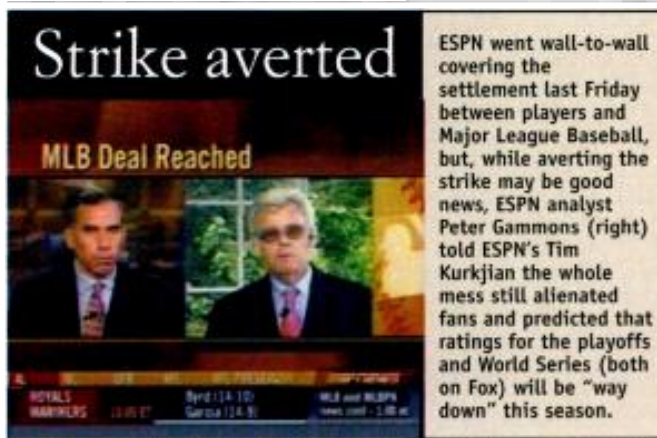 Strike averted
MLB Deal Reached
ROYALS
MARINERS
Byrd (14-10)
Garcia (14-9)
MLB and MLBPA
ESPN went wall-to-wall
covering the
settlement last Friday
between players and
Major League Baseball,
but, while averting the
strike may be good
news, ESPN analyst
Peter Gammons (right)
told ESPN's Tim
Kurkjian the whole
mess still alienated
fans and predicted that
ratings for the playoffs
and World Series (both
on Fox) will be "way
down" this season.